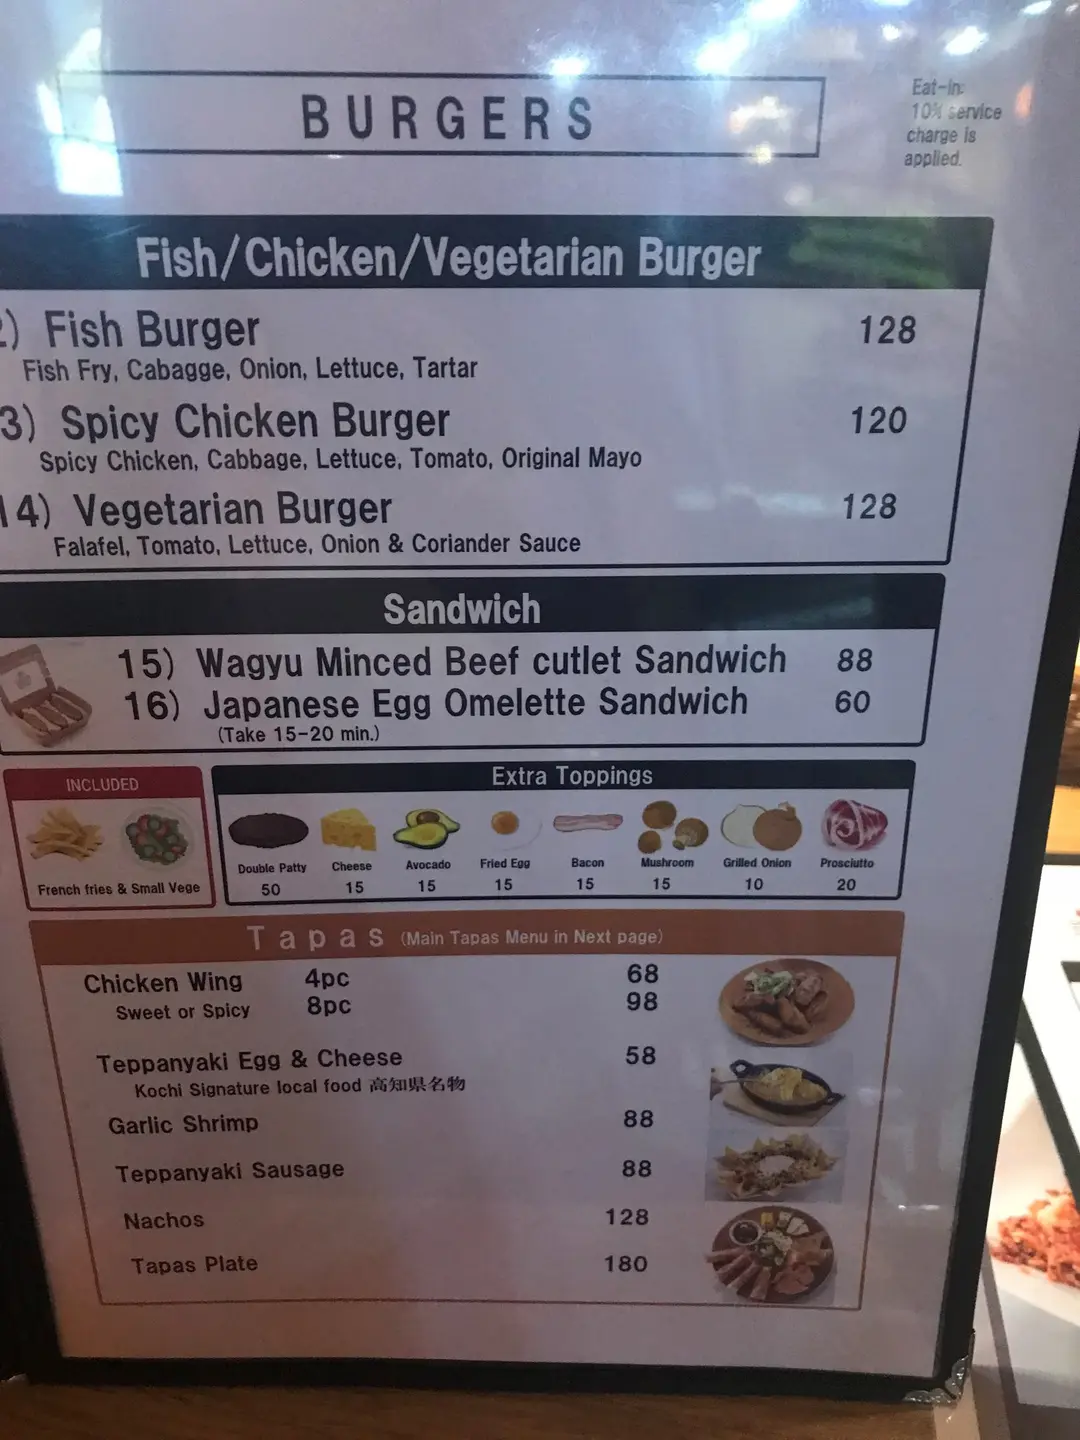 BURGERS
Eat-In:
10% service
charge is
applied.
Fish/Chicken/Vegetarian Burger
2) Fish Burger 128
Fish Fry, Cabagge, Onion, Lettuce, Tartar
3) Spicy Chicken Burger 120
Spicy Chicken, Cabbage, Lettuce, Tomato, Original Mayo
14) Vegetarian Burger 128
Falafel, Tomato, Lettuce, Onion & Coriander Sauce
Sandwich
15) Wagyu Minced Beef cutlet Sandwich 88
16) Japanese Egg Omelette Sandwich 60
(Take 15-20 min.)
INCLUDED
French fries & Small Vege
Extra Toppings
Double Patty Cheese Avocado Fried Egg Bacon Mushroom Grilled Onion Prosciutto
50 15 15 15 15 15 10 20
Tapas (Main Tapas Menu in Next page)
Chicken Wing 4pc 68
Sweet or Spicy 8pc 98
Teppanyaki Egg & Cheese 58
Kochi Signature local food 高知県名物
Garlic Shrimp 88
Teppanyaki Sausage 88
Nachos 128
Tapas Plate 180